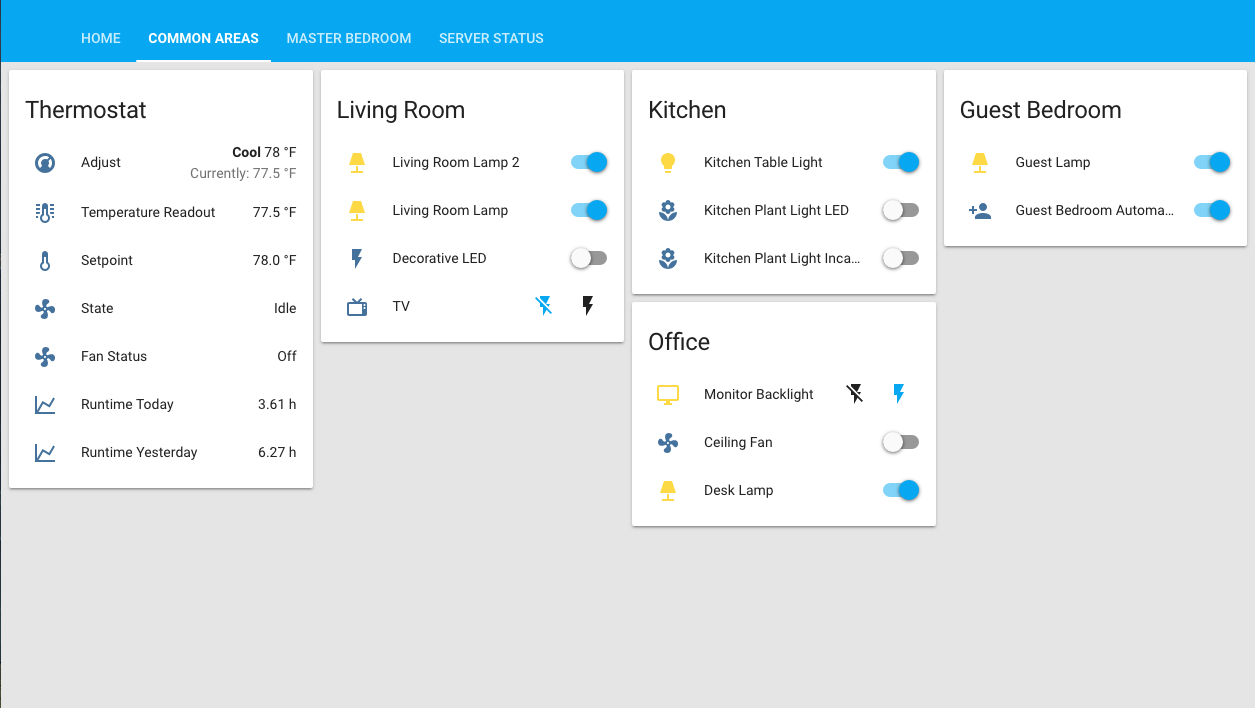 HOME COMMON AREAS MASTER BEDROOM SERVER STATUS
Thermostat
Adjust Cool 78 °F
Currently: 77.5 °F
Temperature Readout 77.5 °F
Setpoint 78.0 °F
State Idle
Fan Status Off
Runtime Today 3.61 h
Runtime Yesterday 6.27 h
Living Room
Living Room Lamp 2
Living Room Lamp
Decorative LED
TV
Kitchen
Kitchen Table Light
Kitchen Plant Light LED
Kitchen Plant Light Inca...
Office
Monitor Backlight
Ceiling Fan
Desk Lamp
Guest Bedroom
Guest Lamp
Guest Bedroom Automa...